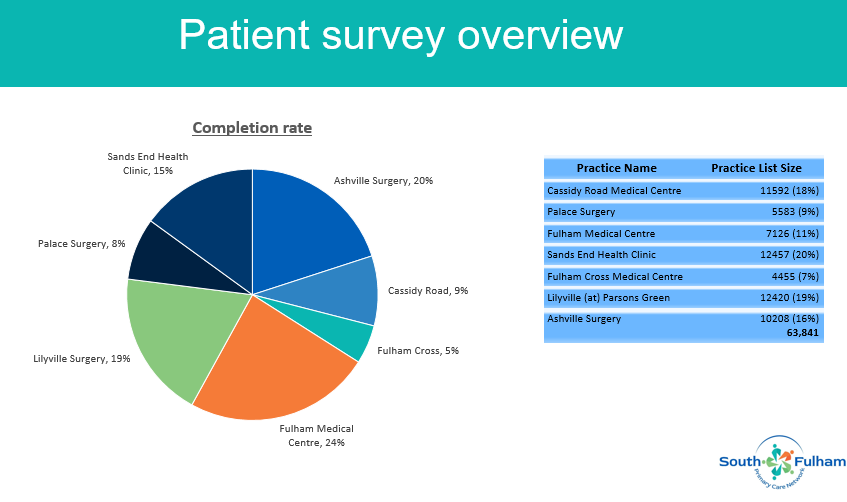 Patient survey overview
Completion rate
Sands End Health
Clinic, 15%
Ashville Surgery, 20%
Palace Surgery, 8%
Cassidy Road, 9%
Fulham Cross, 5%
Lilyville Surgery, 19%
Fulham Medical
Centre, 24%
Practice Name Practice List Size
Cassidy Road Medical Centre 11592 (18%)
Palace Surgery 5583 (9%)
Fulham Medical Centre 7126 (11%)
Sands End Health Clinic 12457 (20%)
Fulham Cross Medical Centre 4455 (7%)
Lilyville (at) Parsons Green 12420 (19%)
Ashville Surgery 10208 (16%)
63,841
South Fulham
Primary Care Network